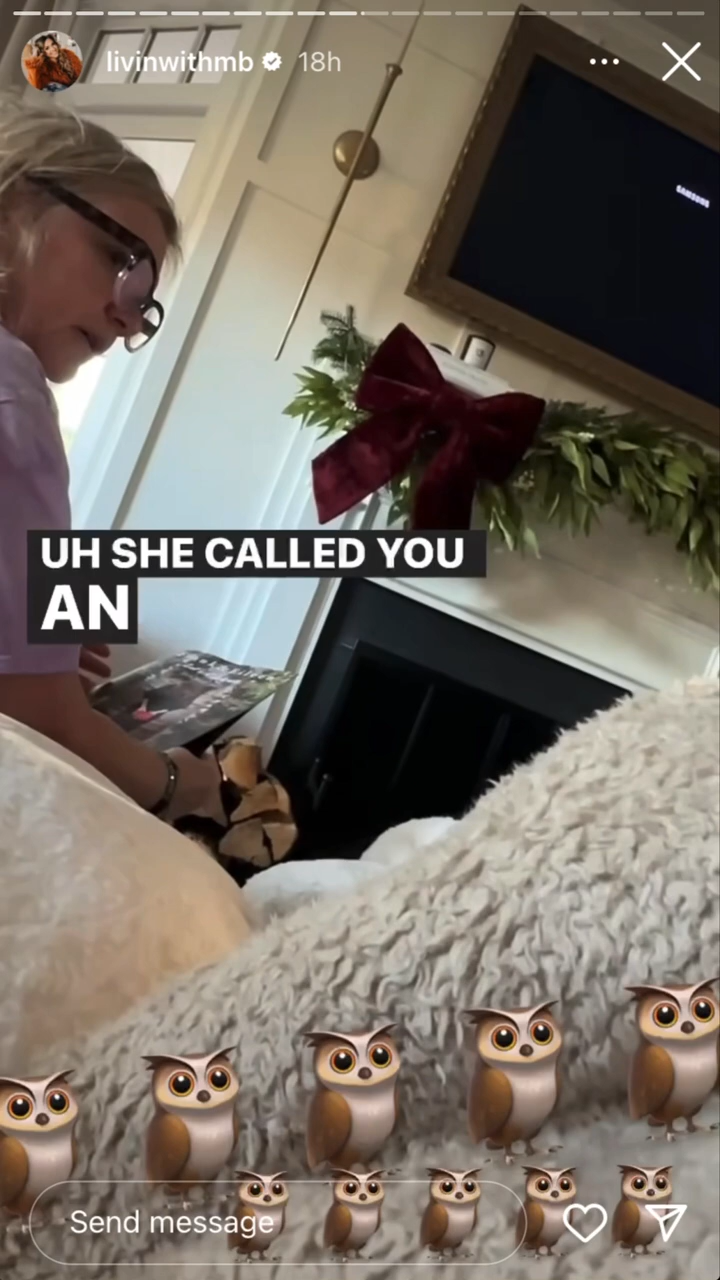 livinwithmb 18h
SAMSUNG
UH SHE CALLED YOU
AN
Send message